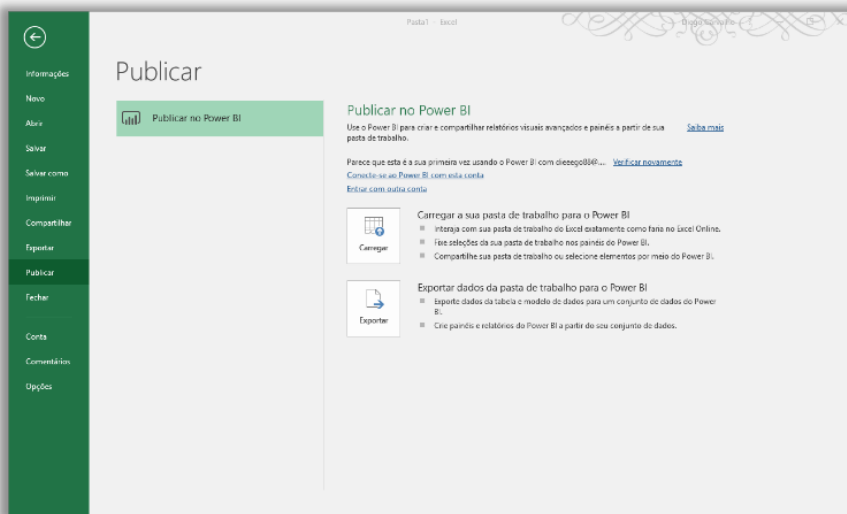 Pasta1 - Excel
Diego Carvalho
Informações
Novo
Abrir
Salvar
Salvar como
Imprimir
Compartilhar
Exportar
Publicar
Fechar
Conta
Comentários
Opções
Publicar
Publicar no Power BI
Publicar no Power BI
Use o Power BI para criar e compartilhar relatórios visuais avançados e painéis a partir de sua pasta de trabalho. Saiba mais
Parece que esta é a sua primeira vez usando o Power BI com dieeego88@... Verificar novamente
Conecte-se ao Power BI com esta conta
Entrar com outra conta
Carregar
Carregar a sua pasta de trabalho para o Power BI
Interaja com sua pasta de trabalho do Excel exatamente como faria no Excel Online.
Fixe seleções da sua pasta de trabalho nos painéis do Power BI.
Compartilhe sua pasta de trabalho ou selecione elementos por meio do Power BI.
Exportar
Exportar dados da pasta de trabalho para o Power BI
Exporte dados da tabela e modelo de dados para um conjunto de dados do Power
BI.
Crie painéis e relatórios do Power BI a partir do seu conjunto de dados.